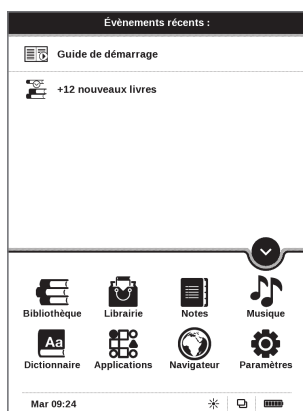 Évènements récents :
Guide de démarrage
+12 nouveaux livres
Bibliothèque Librairie Notes Musique
Aa
Dictionnaire Applications Navigateur Paramètres
Mar 09:24